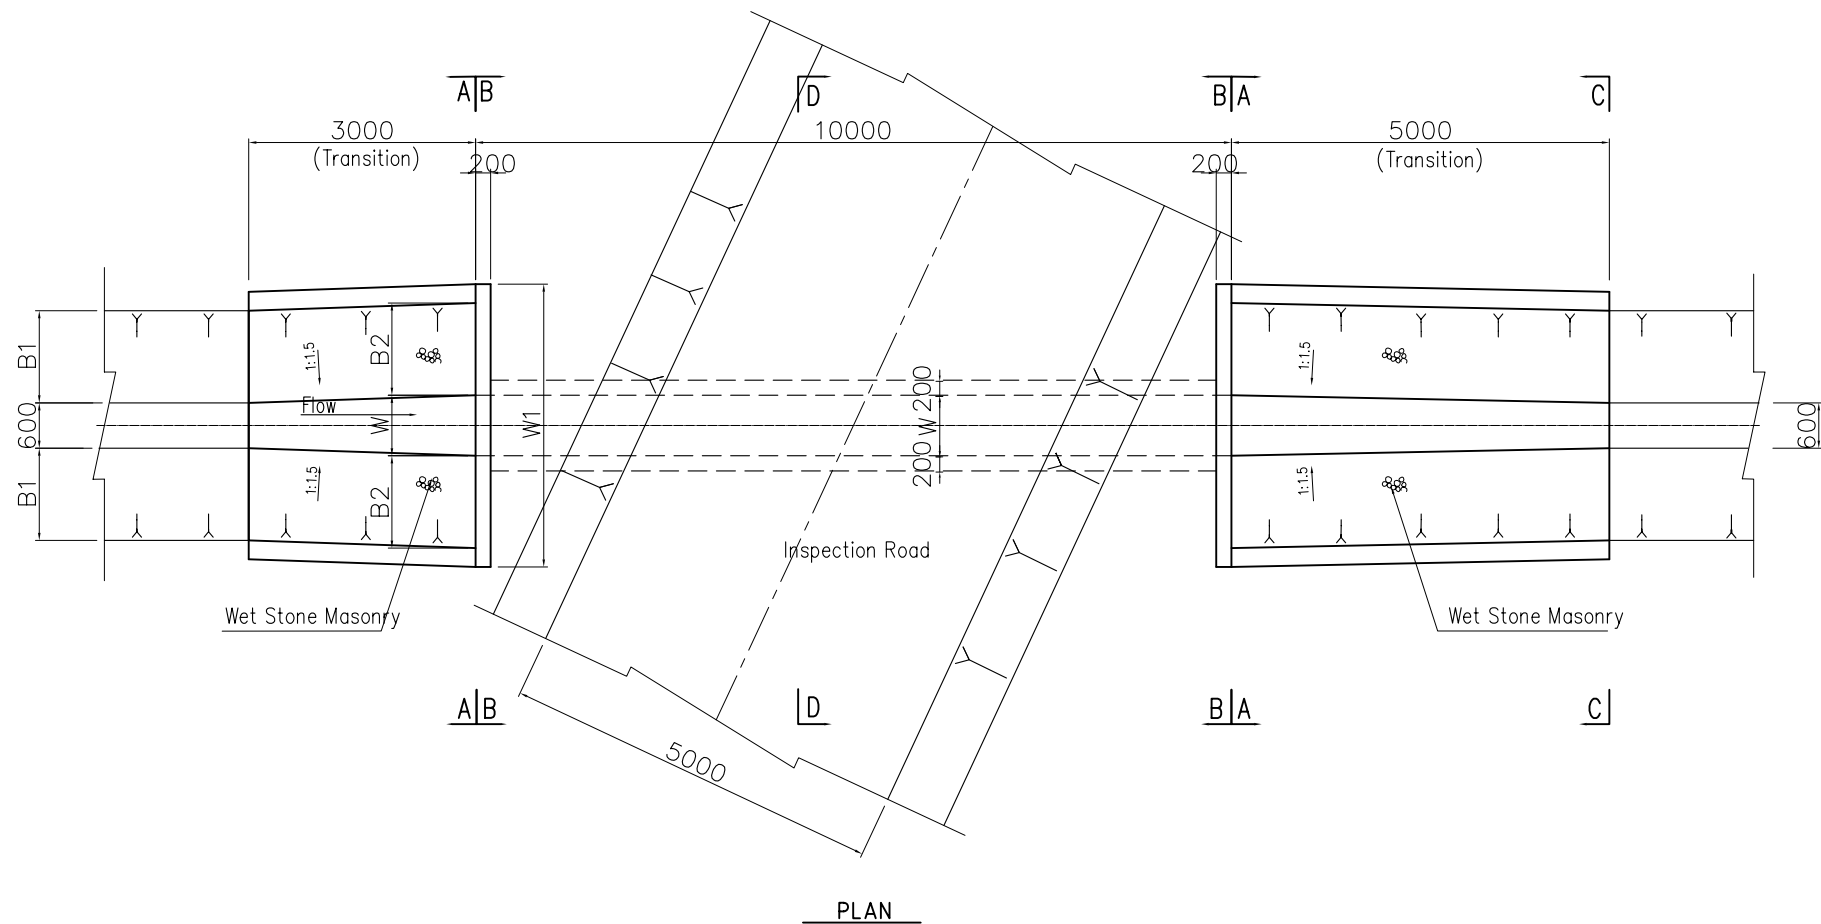 A B
D
B A
C
3000
(Transition)
10000
5000
(Transition)
200
200
B1
600
B1
1:1.5
B2
Flow
W
W1
1:1.5
B2
200
W
200
1:1.5
1:1.5
600
Inspection Road
Wet Stone Masonry
Wet Stone Masonry
A B
D
B A
C
5000
PLAN